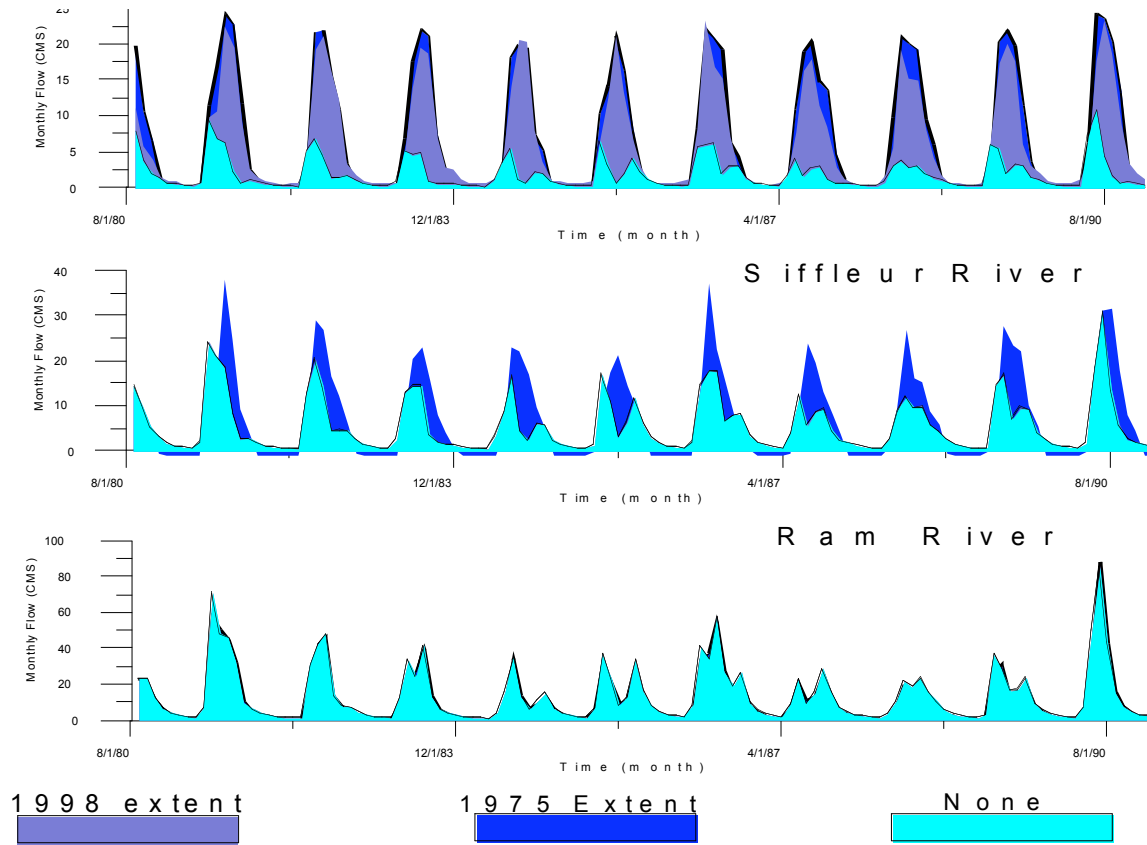 25
20
15
10
5
0
Monthly Flow (CMS)
8/1/80 12/1/83 4/1/87 8/1/90
Time (month)
Siffleur River
40
30
20
10
0
Monthly Flow (CMS)
8/1/80 12/1/83 4/1/87 8/1/90
Time (month)
Ram River
100
80
60
40
20
0
Monthly Flow (CMS)
8/1/80 12/1/83 4/1/87 8/1/90
Time (month)
1998 extent 1975 Extent None